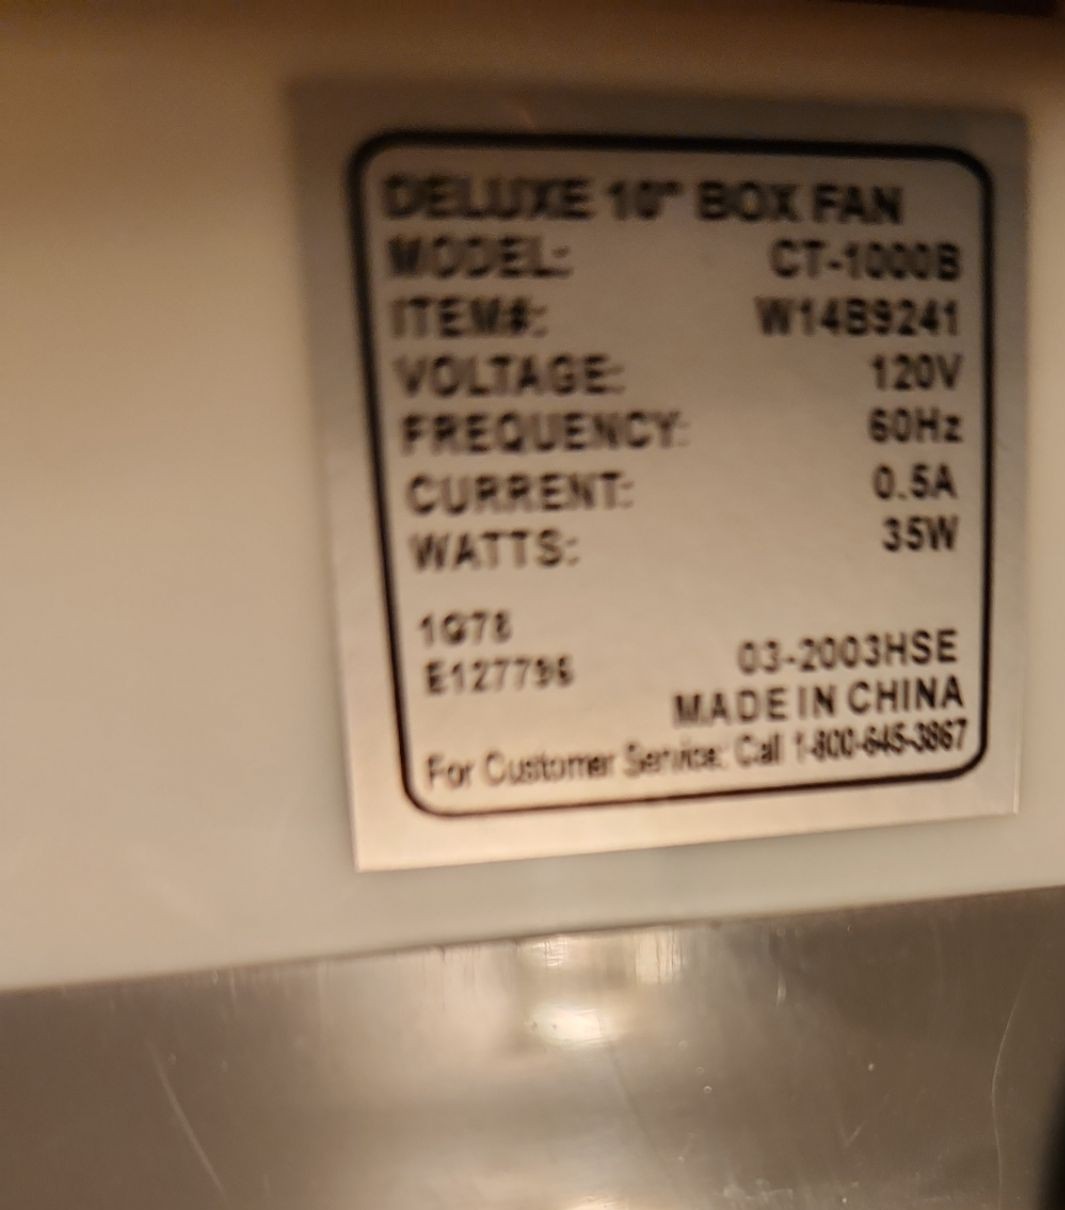 DELUXE 10" BOX FAN
MODEL: CT-1000B
ITEM#: W14B9241
VOLTAGE: 120V
FREQUENCY: 60Hz
CURRENT: 0.5A
WATTS: 35W
1G78
E127796 03-2003HSE
MADE IN CHINA
For Customer Service: Call 1-800-645-3867